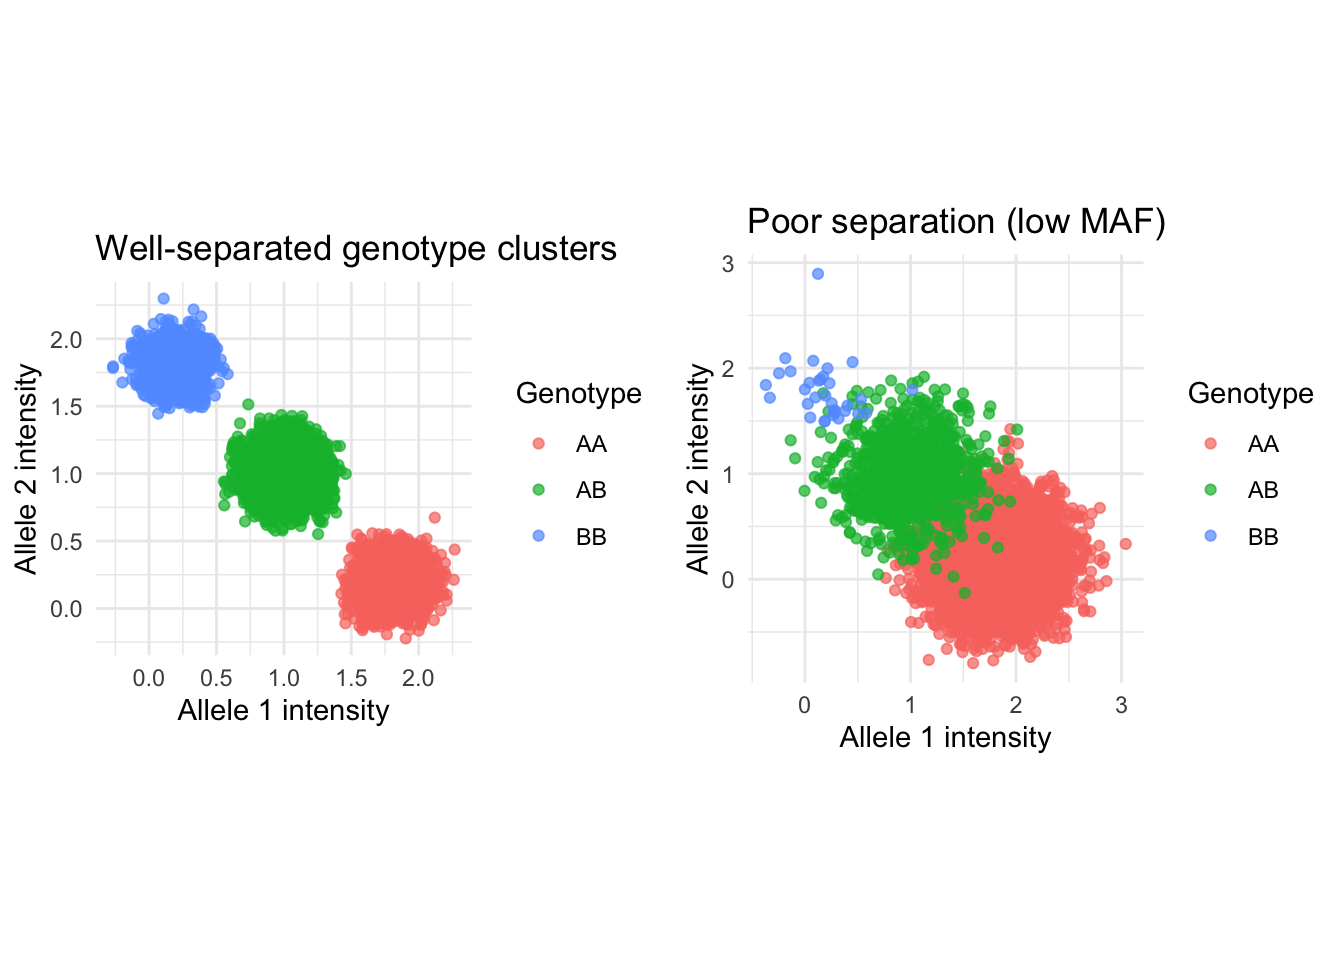 Well-separated genotype clusters
Allele 2 intensity
2.0
1.5
1.0
0.5
0.0
0.0 0.5 1.0 1.5 2.0
Allele 1 intensity
Genotype
AA
AB
BB
Poor separation (low MAF)
Allele 2 intensity
3
2
1
0
0 1 2 3
Allele 1 intensity
Genotype
AA
AB
BB